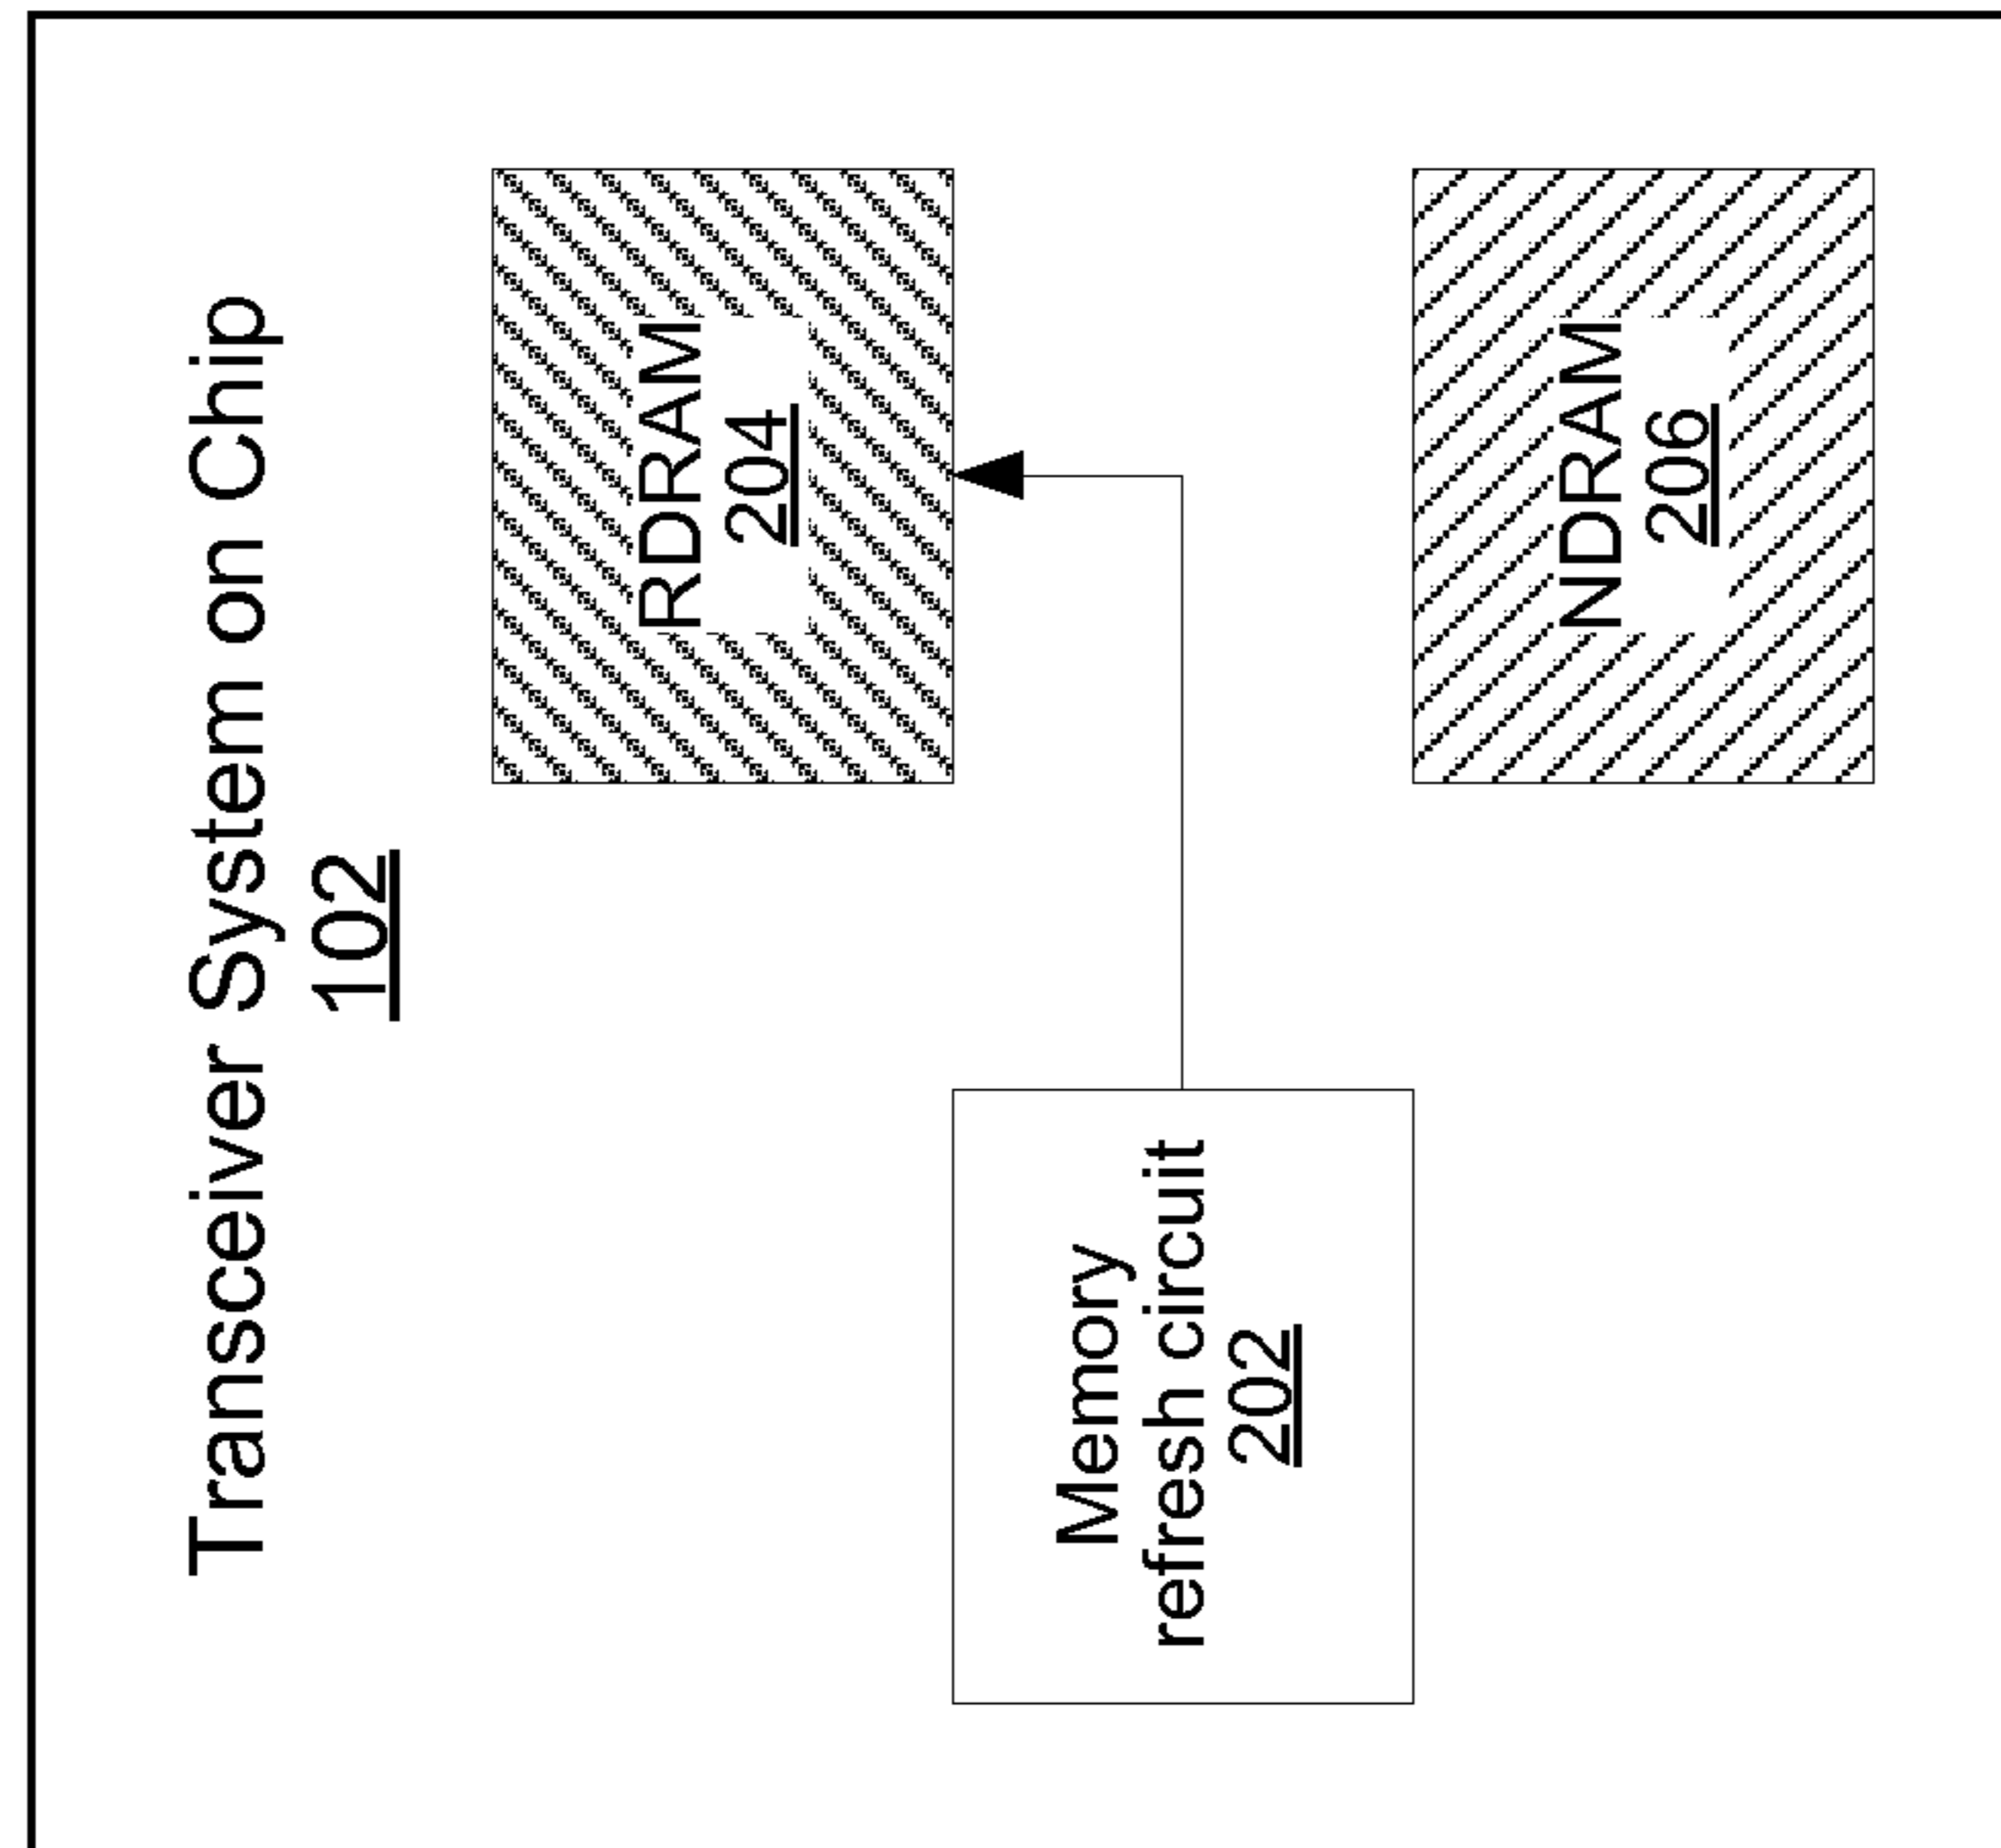 Transceiver System on Chip
102
Memory
refresh circuit
202
RDRAM
204
NDRAM
206